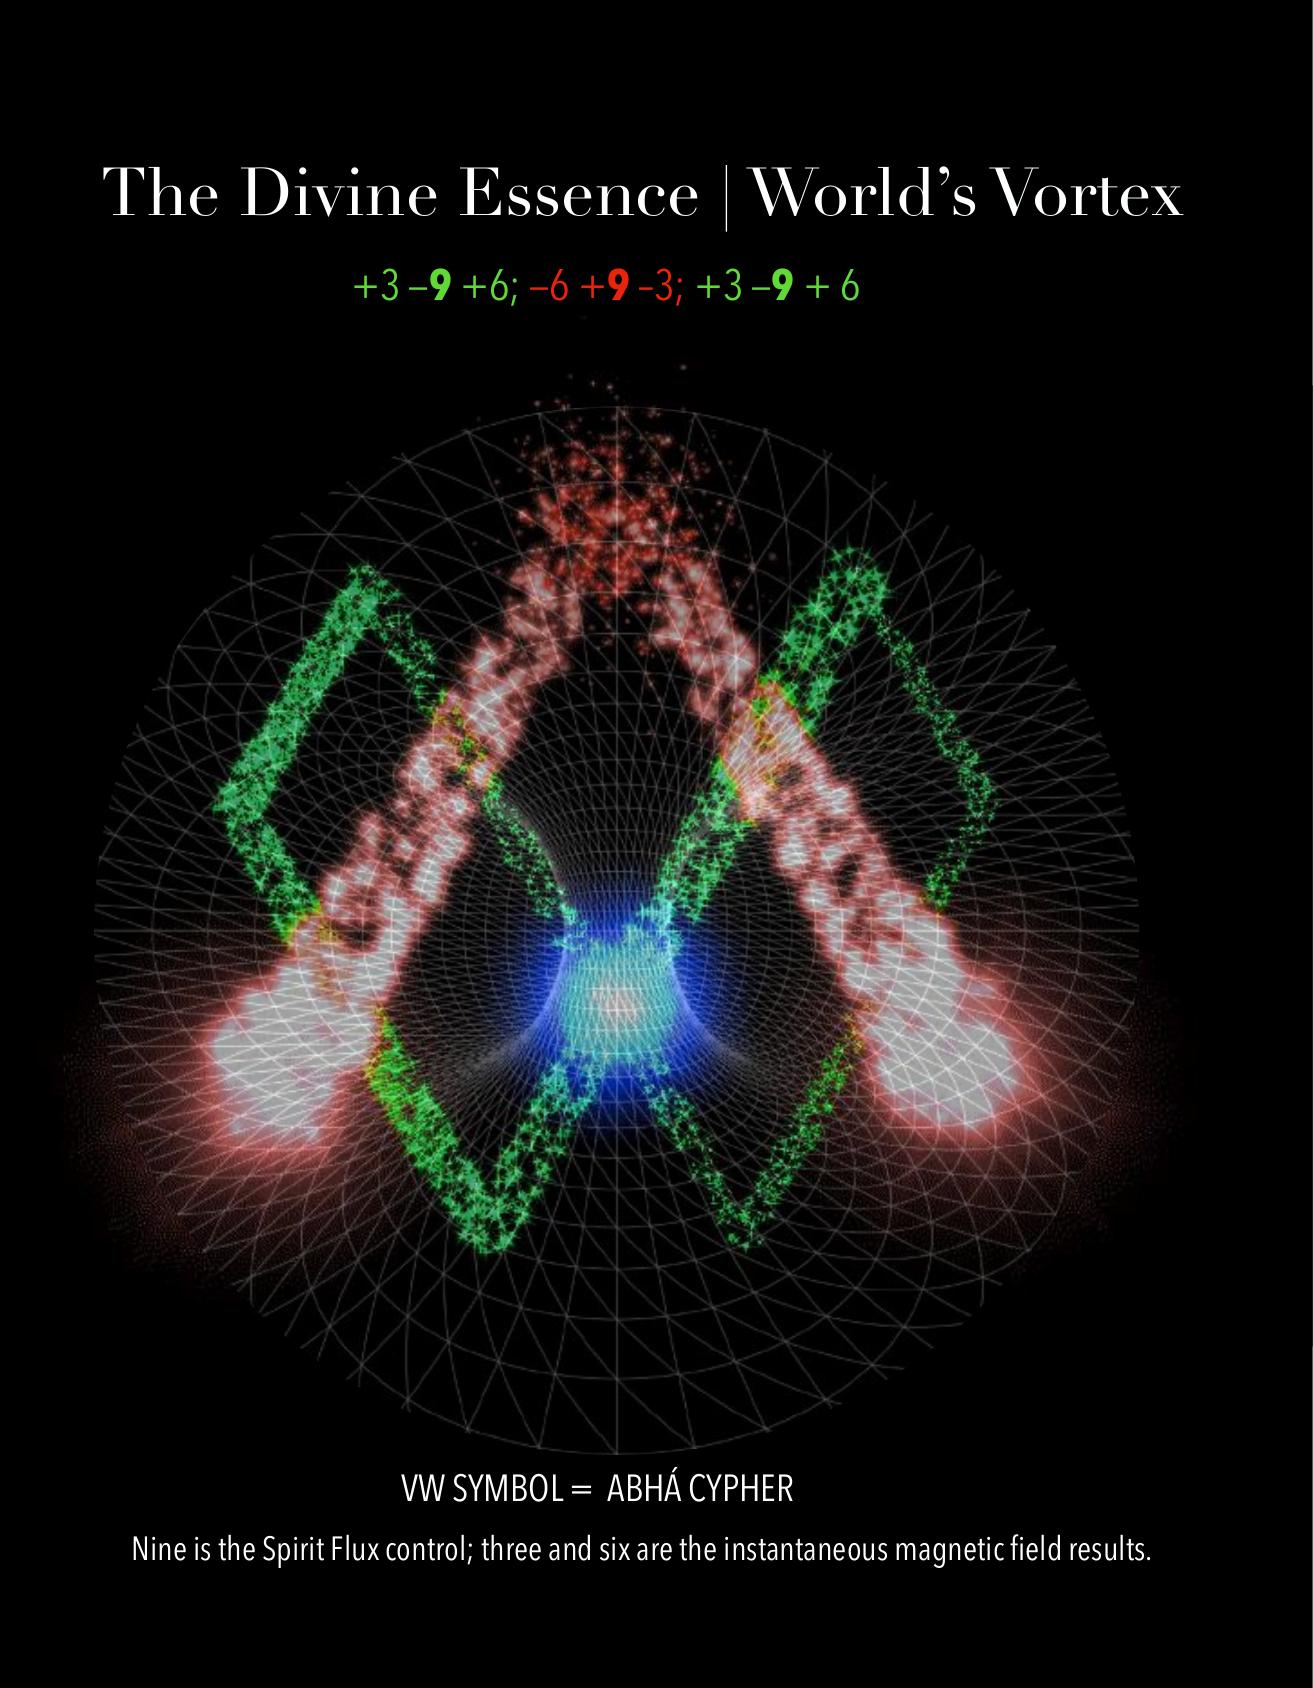 The Divine Essence | World’s Vortex
+3 –9 +6; –6 +9 –3; +3 –9 + 6
VW SYMBOL = ABHÁ CYPHER
Nine is the Spirit Flux control; three and six are the instantaneous magnetic field results.